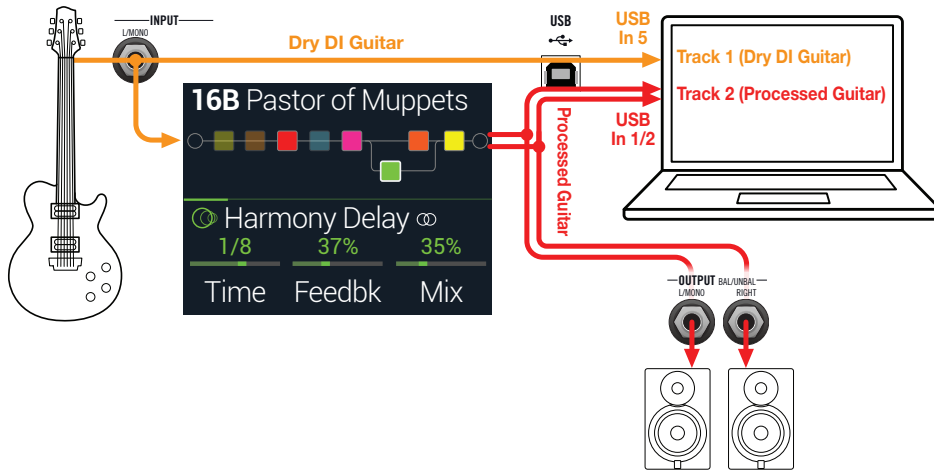 INPUT
L/MONO
Dry DI Guitar
USB
USB
In 5
Track 1 (Dry DI Guitar)
Track 2 (Processed Guitar)
USB
In 1/2
Processed Guitar
16B Pastor of Muppets
Harmony Delay
1/8 37% 35%
Time Feedbk Mix
OUTPUT BAL/UNBAL
L/MONO RIGHT